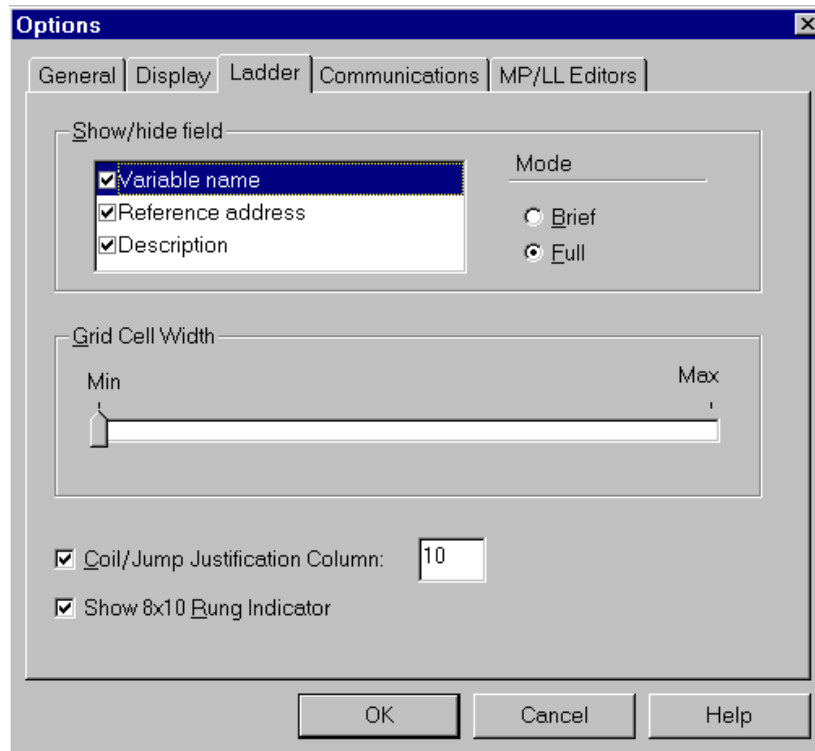 Options
General Display Ladder Communications MP/LL Editors
Show/hide field
Variable name
Reference address
Description
Mode
Brief
Full
Grid Cell Width
Min Max
Coil/Jump Justification Column: 10
Show 8x10 Rung Indicator
OK Cancel Help